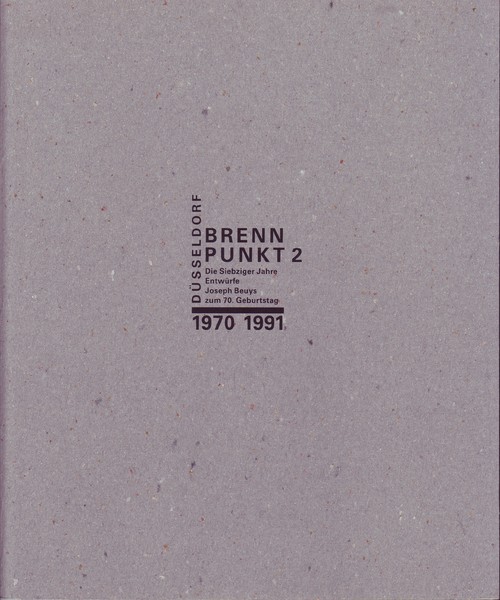 DÜSSELDORF
BRENN
PUNKT 2
Die Siebziger Jahre
Entwürfe
Joseph Beuys
zum 70. Geburtstag
1970 1991